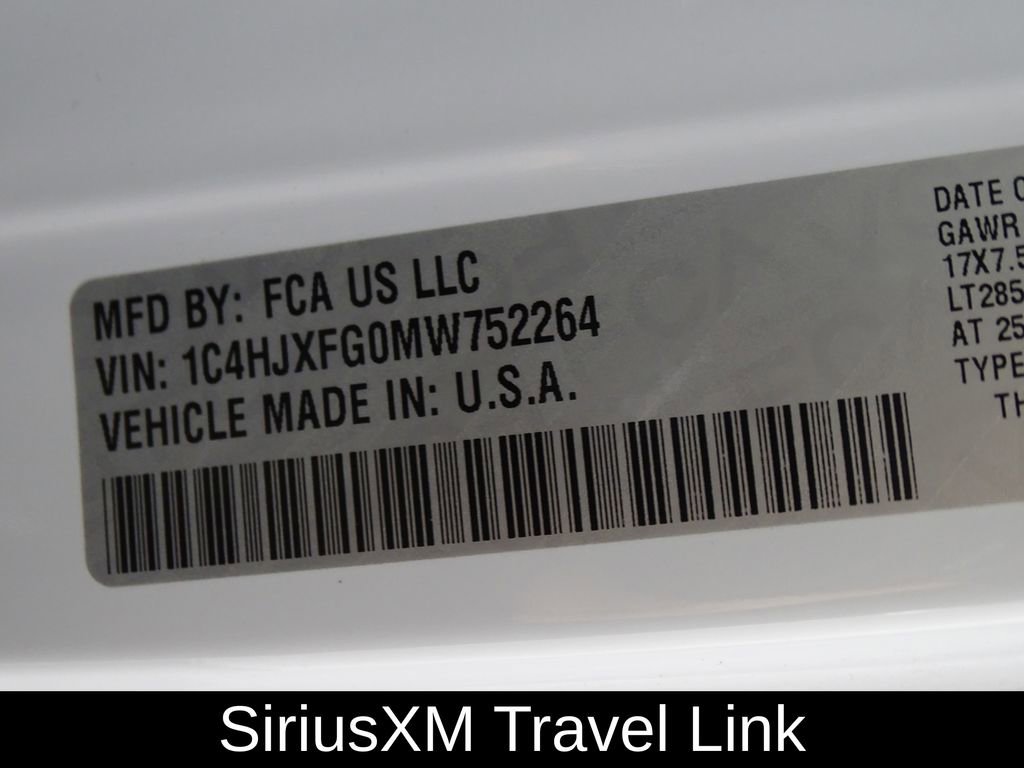 MFD BY: FCA US LLC
VIN: 1C4HJXFG0MW752264
VEHICLE MADE IN: U.S.A.
DATE O
GAWR
17X7.5
LT285
AT 25
TYPE
TH
SiriusXM Travel Link